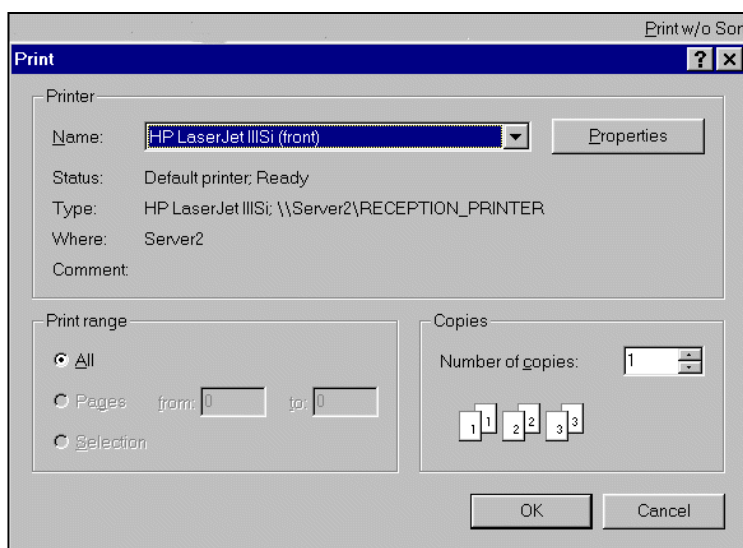 Print w/o Sor
Print
Printer
Name: HP LaserJet IIISi (front) Properties
Status: Default printer; Ready
Type: HP LaserJet IIISi; \\Server2\RECEPTION_PRINTER
Where: Server2
Comment:
Print range
All
Pages from: 0 to: 0
Selection
Copies
Number of copies: 1
1 1 2 2 3 3
OK Cancel